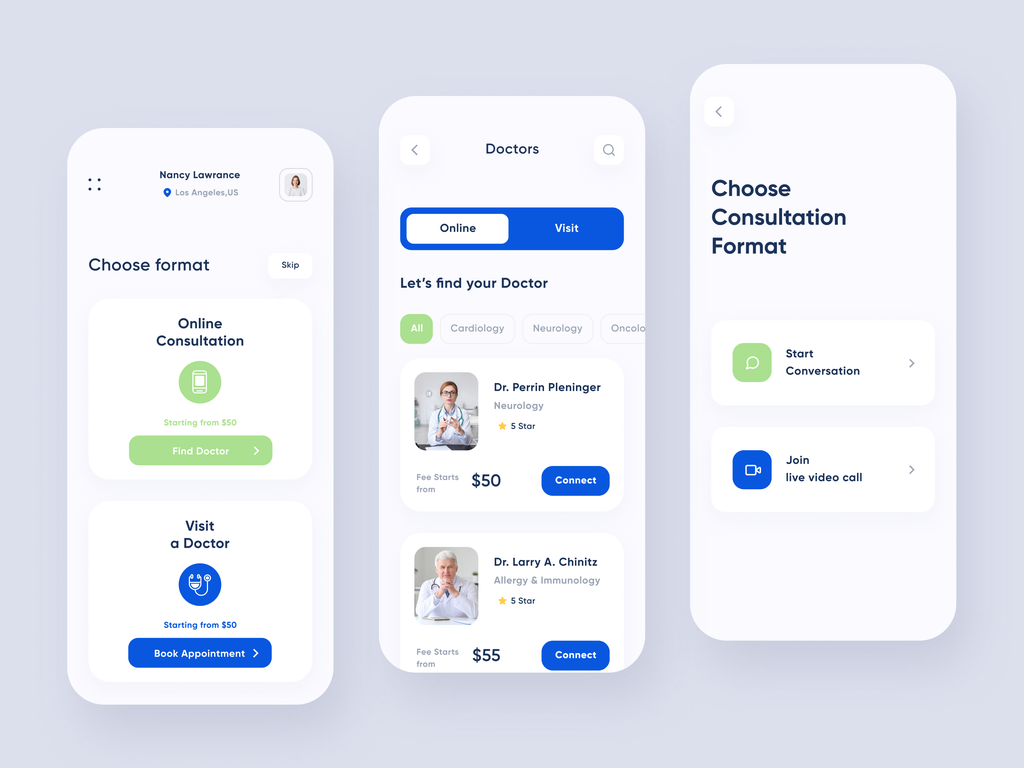 Nancy Lawrance
Los Angeles,US
Choose format
Skip
Online
Consultation
Starting from $50
Find Doctor
Visit
a Doctor
Starting from $50
Book Appointment
Doctors
Online
Visit
Let's find your Doctor
All
Cardiology
Neurology
Oncolo
Dr. Perrin Pleninger
Neurology
5 Star
Fee Starts
from
$50
Connect
Dr. Larry A. Chinitz
Allergy & Immunology
5 Star
Fee Starts
from
$55
Connect
Choose
Consultation
Format
Start
Conversation
Join
live video call